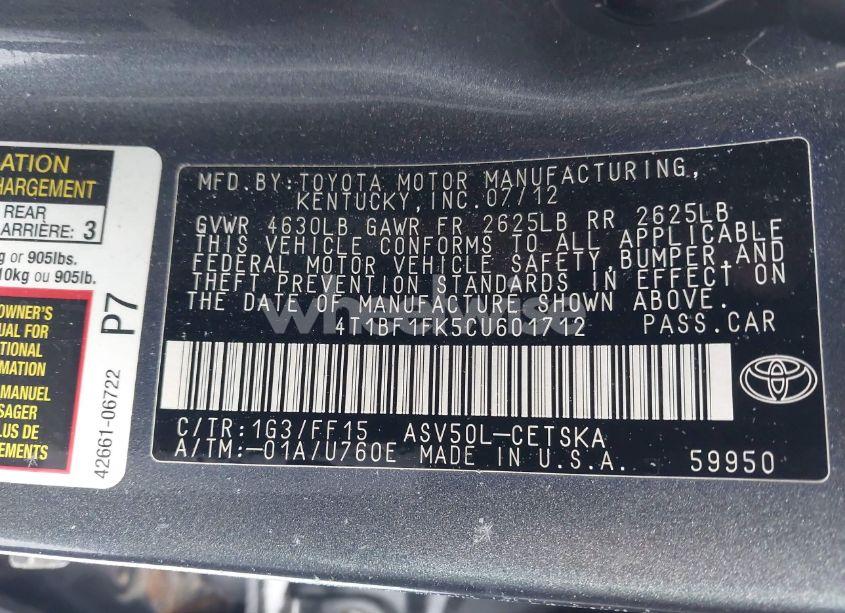 ATION
CHARGEMENT
REAR
ARRIÈRE: 3
g or 905lbs.
10kg ou 905lb.
OWNER'S
UAL FOR
TIONAL
RMATION
MANUEL
SAGER
LUS DE
EMENTS
P7
42661-06722
MFD.BY:TOYOTA MOTOR MANUFACTURING,
KENTUCKY,INC.07/12
GVWR 4630LB GAWR FR 2625LB RR 2625LB
THIS VEHICLE CONFORMS TO ALL APPLICABLE
FEDERAL MOTOR VEHICLE SAFETY,BUMPER,AND
THEFT PREVENTION STANDARDS IN EFFECT ON
THE DATE OF MANUFACTURE SHOWN ABOVE.
4T1BF1FK5CU601712 PASS.CAR
wheelwise
C/TR:1G3/FF15 ASV50L-CETSKA
A/TM:-01A/U760E MADE IN U.S.A. 59950